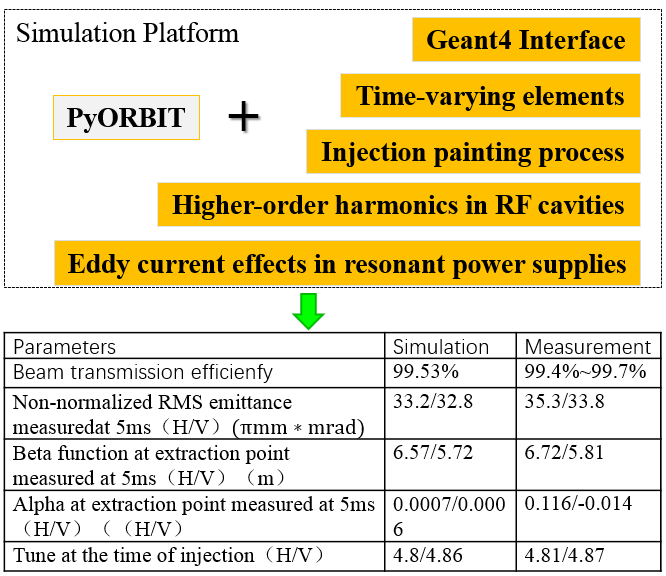 Simulation Platform
Geant4 Interface
Time-varying elements
PyORBIT
+
Injection painting process
Higher-order harmonics in RF cavities
Eddy current effects in resonant power supplies
Parameters Simulation Measurement
Beam transmission efficienfy 99.53% 99.4%~99.7%
Non-normalized RMS emittance 33.2/32.8 35.3/33.8
measuredat 5ms（H/V）(πmm * mrad)
Beta function at extraction point 6.57/5.72 6.72/5.81
measured at 5ms（H/V）（m）
Alpha at extraction point measured at 5ms 0.0007/0.000 0.116/-0.014
（H/V）（（H/V） 6
Tune at the time of injection（H/V） 4.8/4.86 4.81/4.87